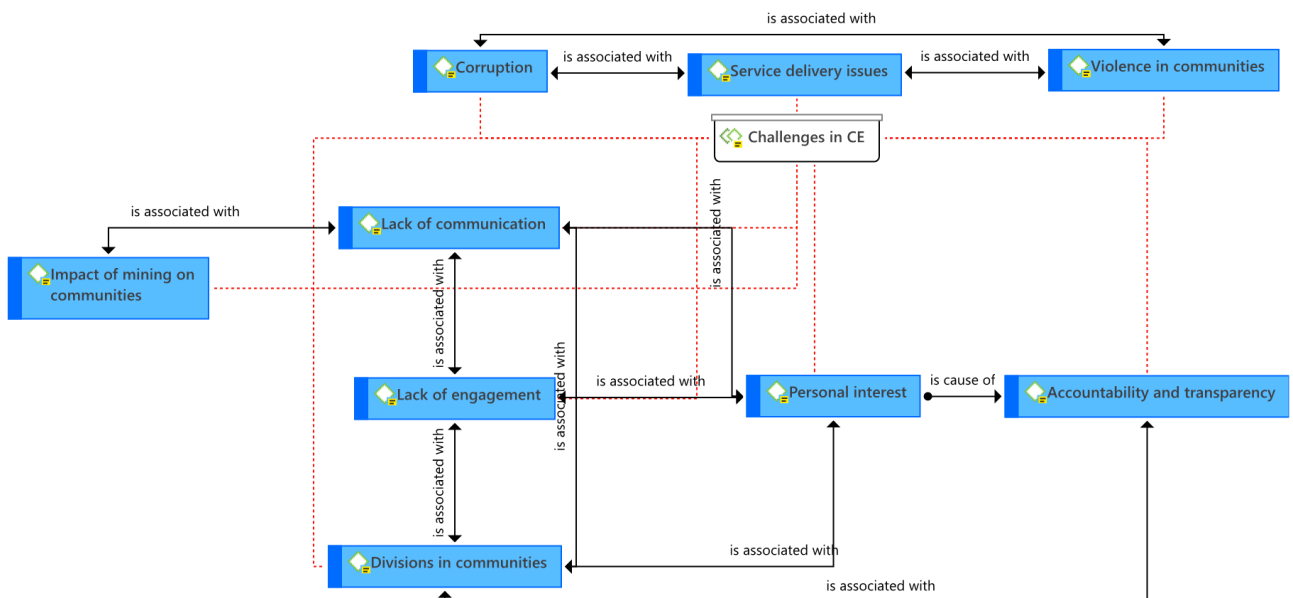 is associated with
Corruption
is associated with
Service delivery issues
is associated with
Violence in communities
Challenges in CE
is associated with
Lack of communication
is associated with
Impact of mining on
communities
is associated with
is associated with
Lack of engagement
is associated with
Personal interest
is cause of
Accountability and transparency
is associated with
is associated with
Divisions in communities
is associated with